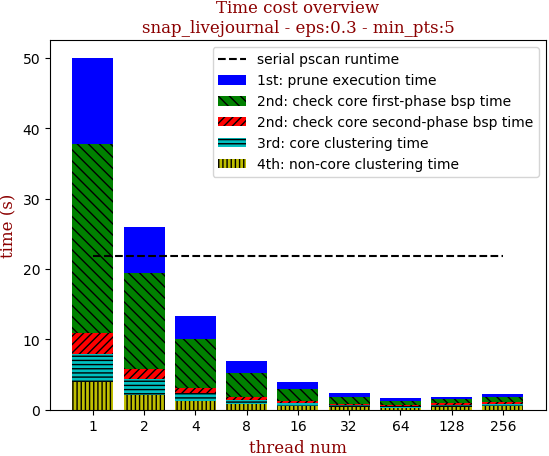 Time cost overview
snap_livejournal - eps:0.3 - min_pts:5
serial pscan runtime
1st: prune execution time
2nd: check core first-phase bsp time
2nd: check core second-phase bsp time
3rd: core clustering time
4th: non-core clustering time
time (s)
50
40
30
20
10
0
1 2 4 8 16 32 64 128 256
thread num